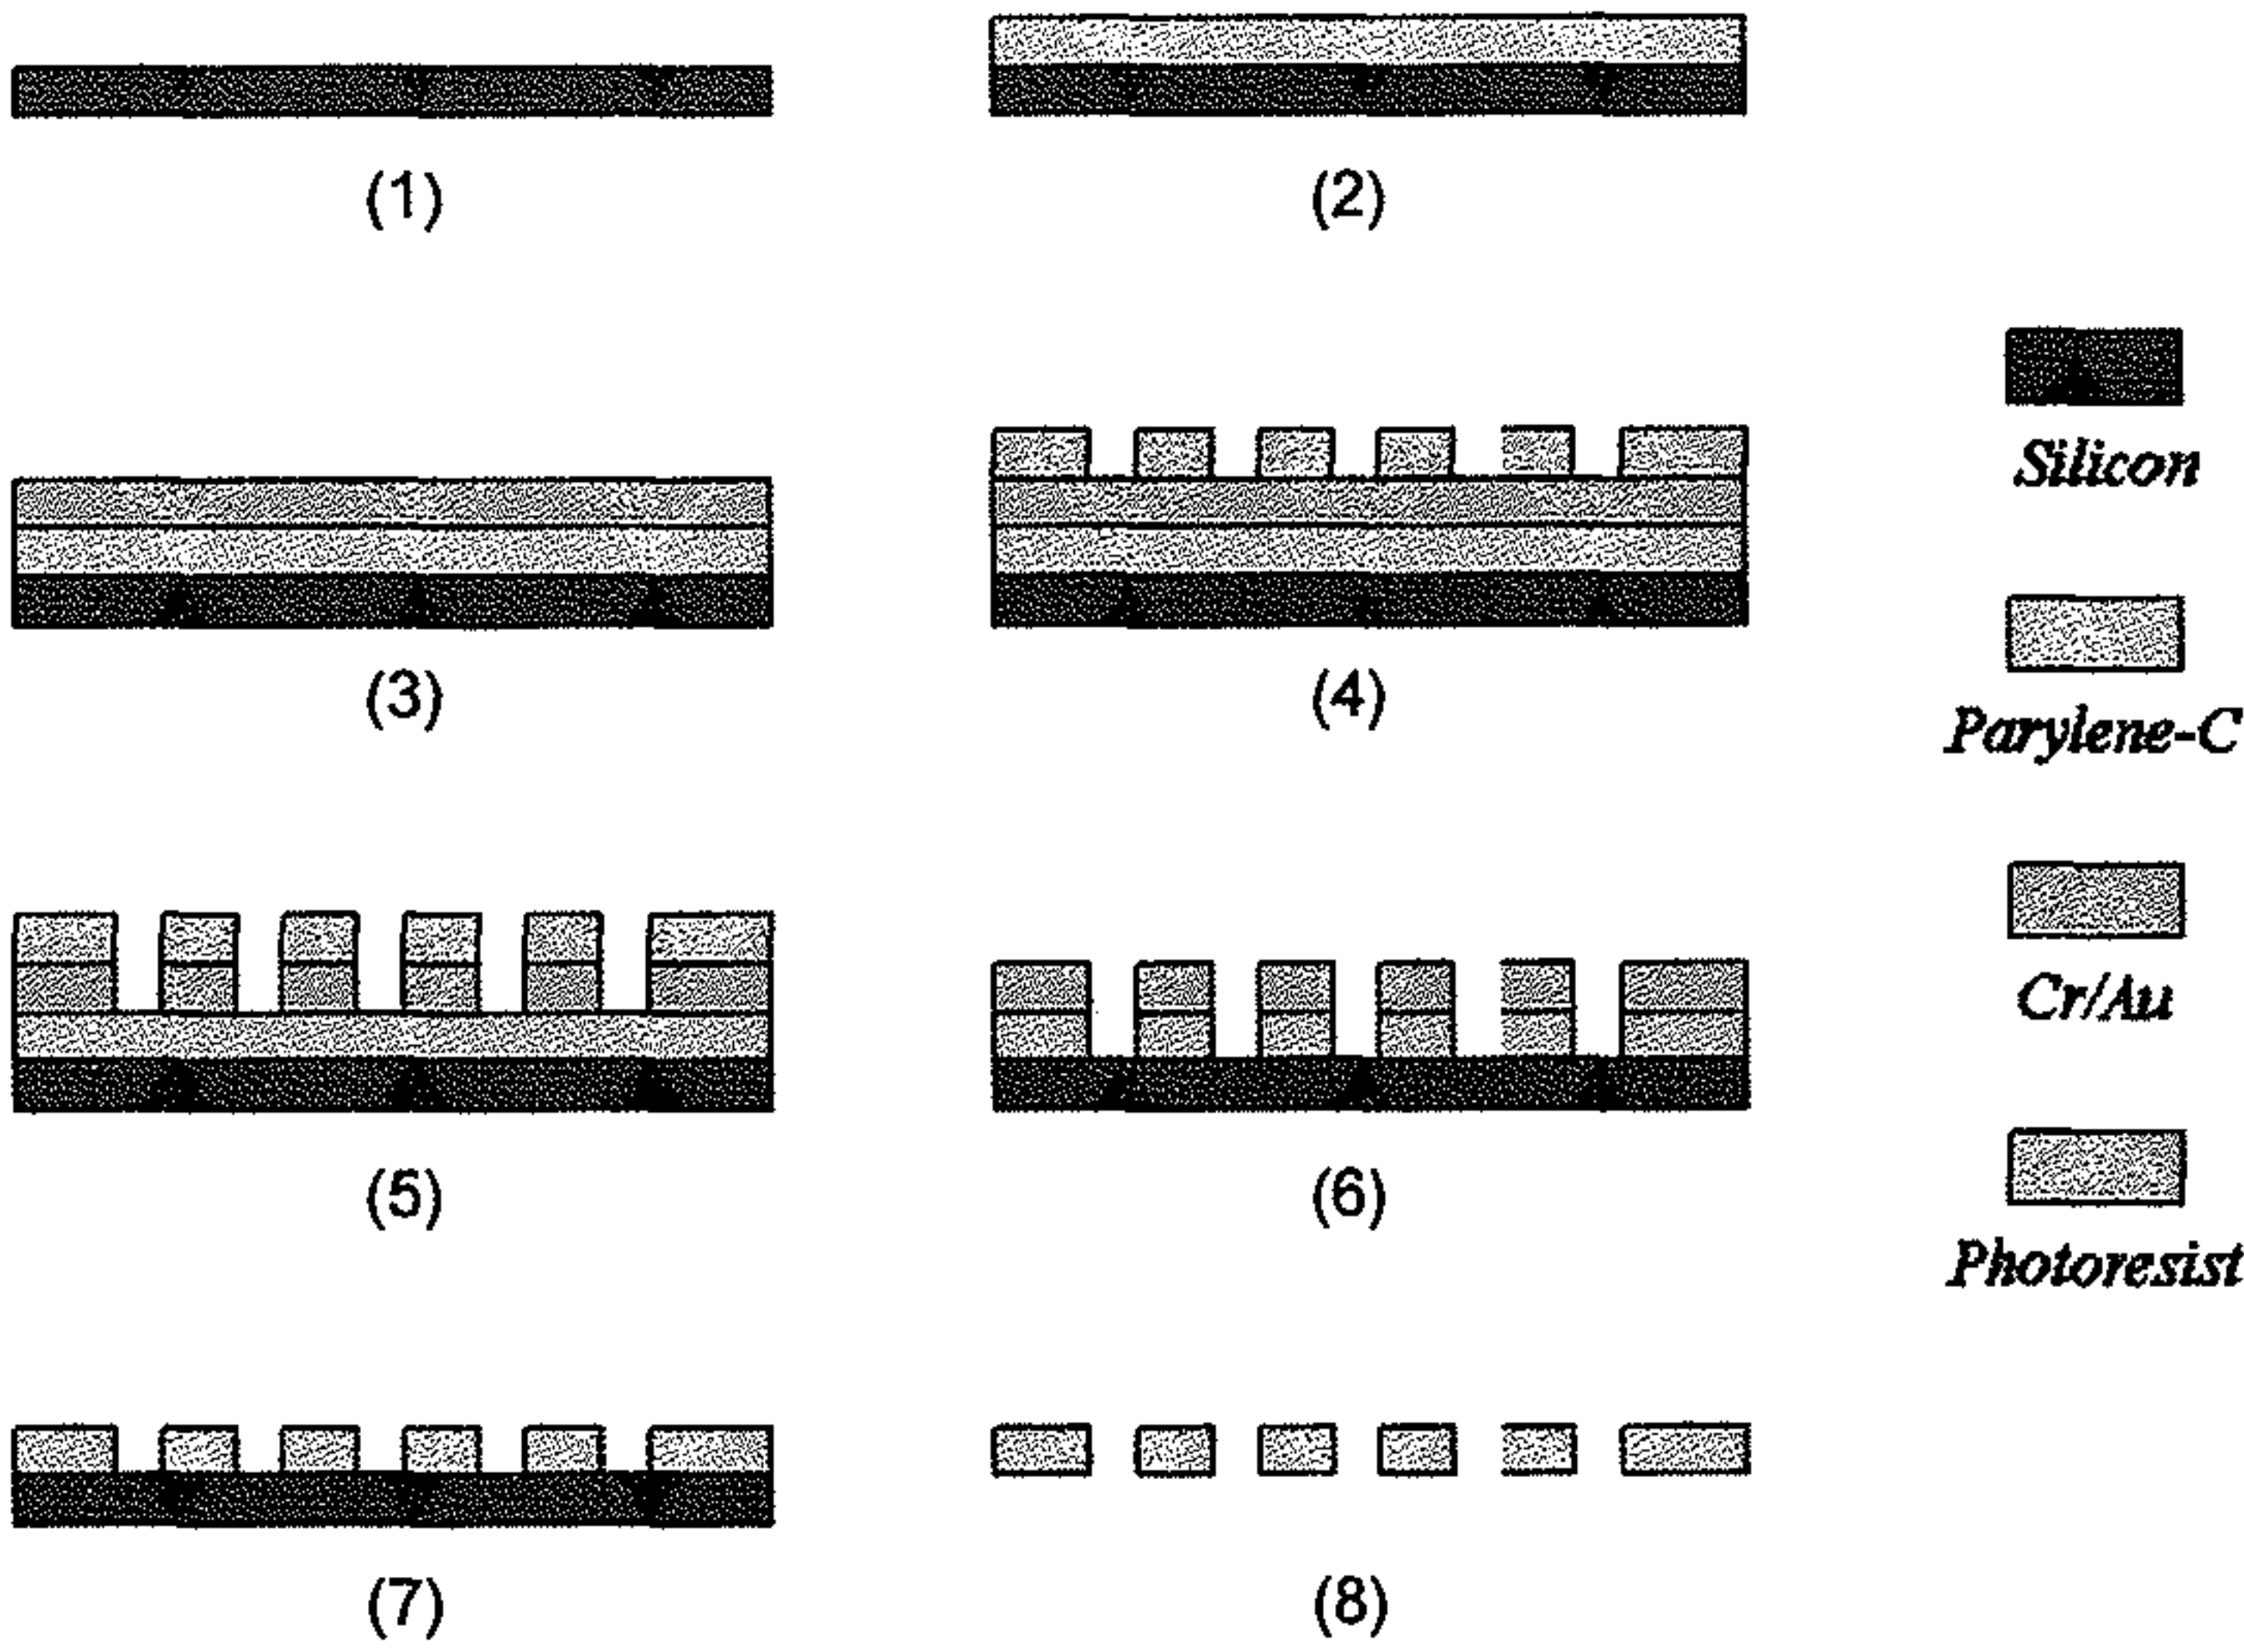 (1)
(2)
Silicon
(3)
(4)
Parylene-C
Cr/Au
(5)
(6)
Photoresist
(7)
(8)